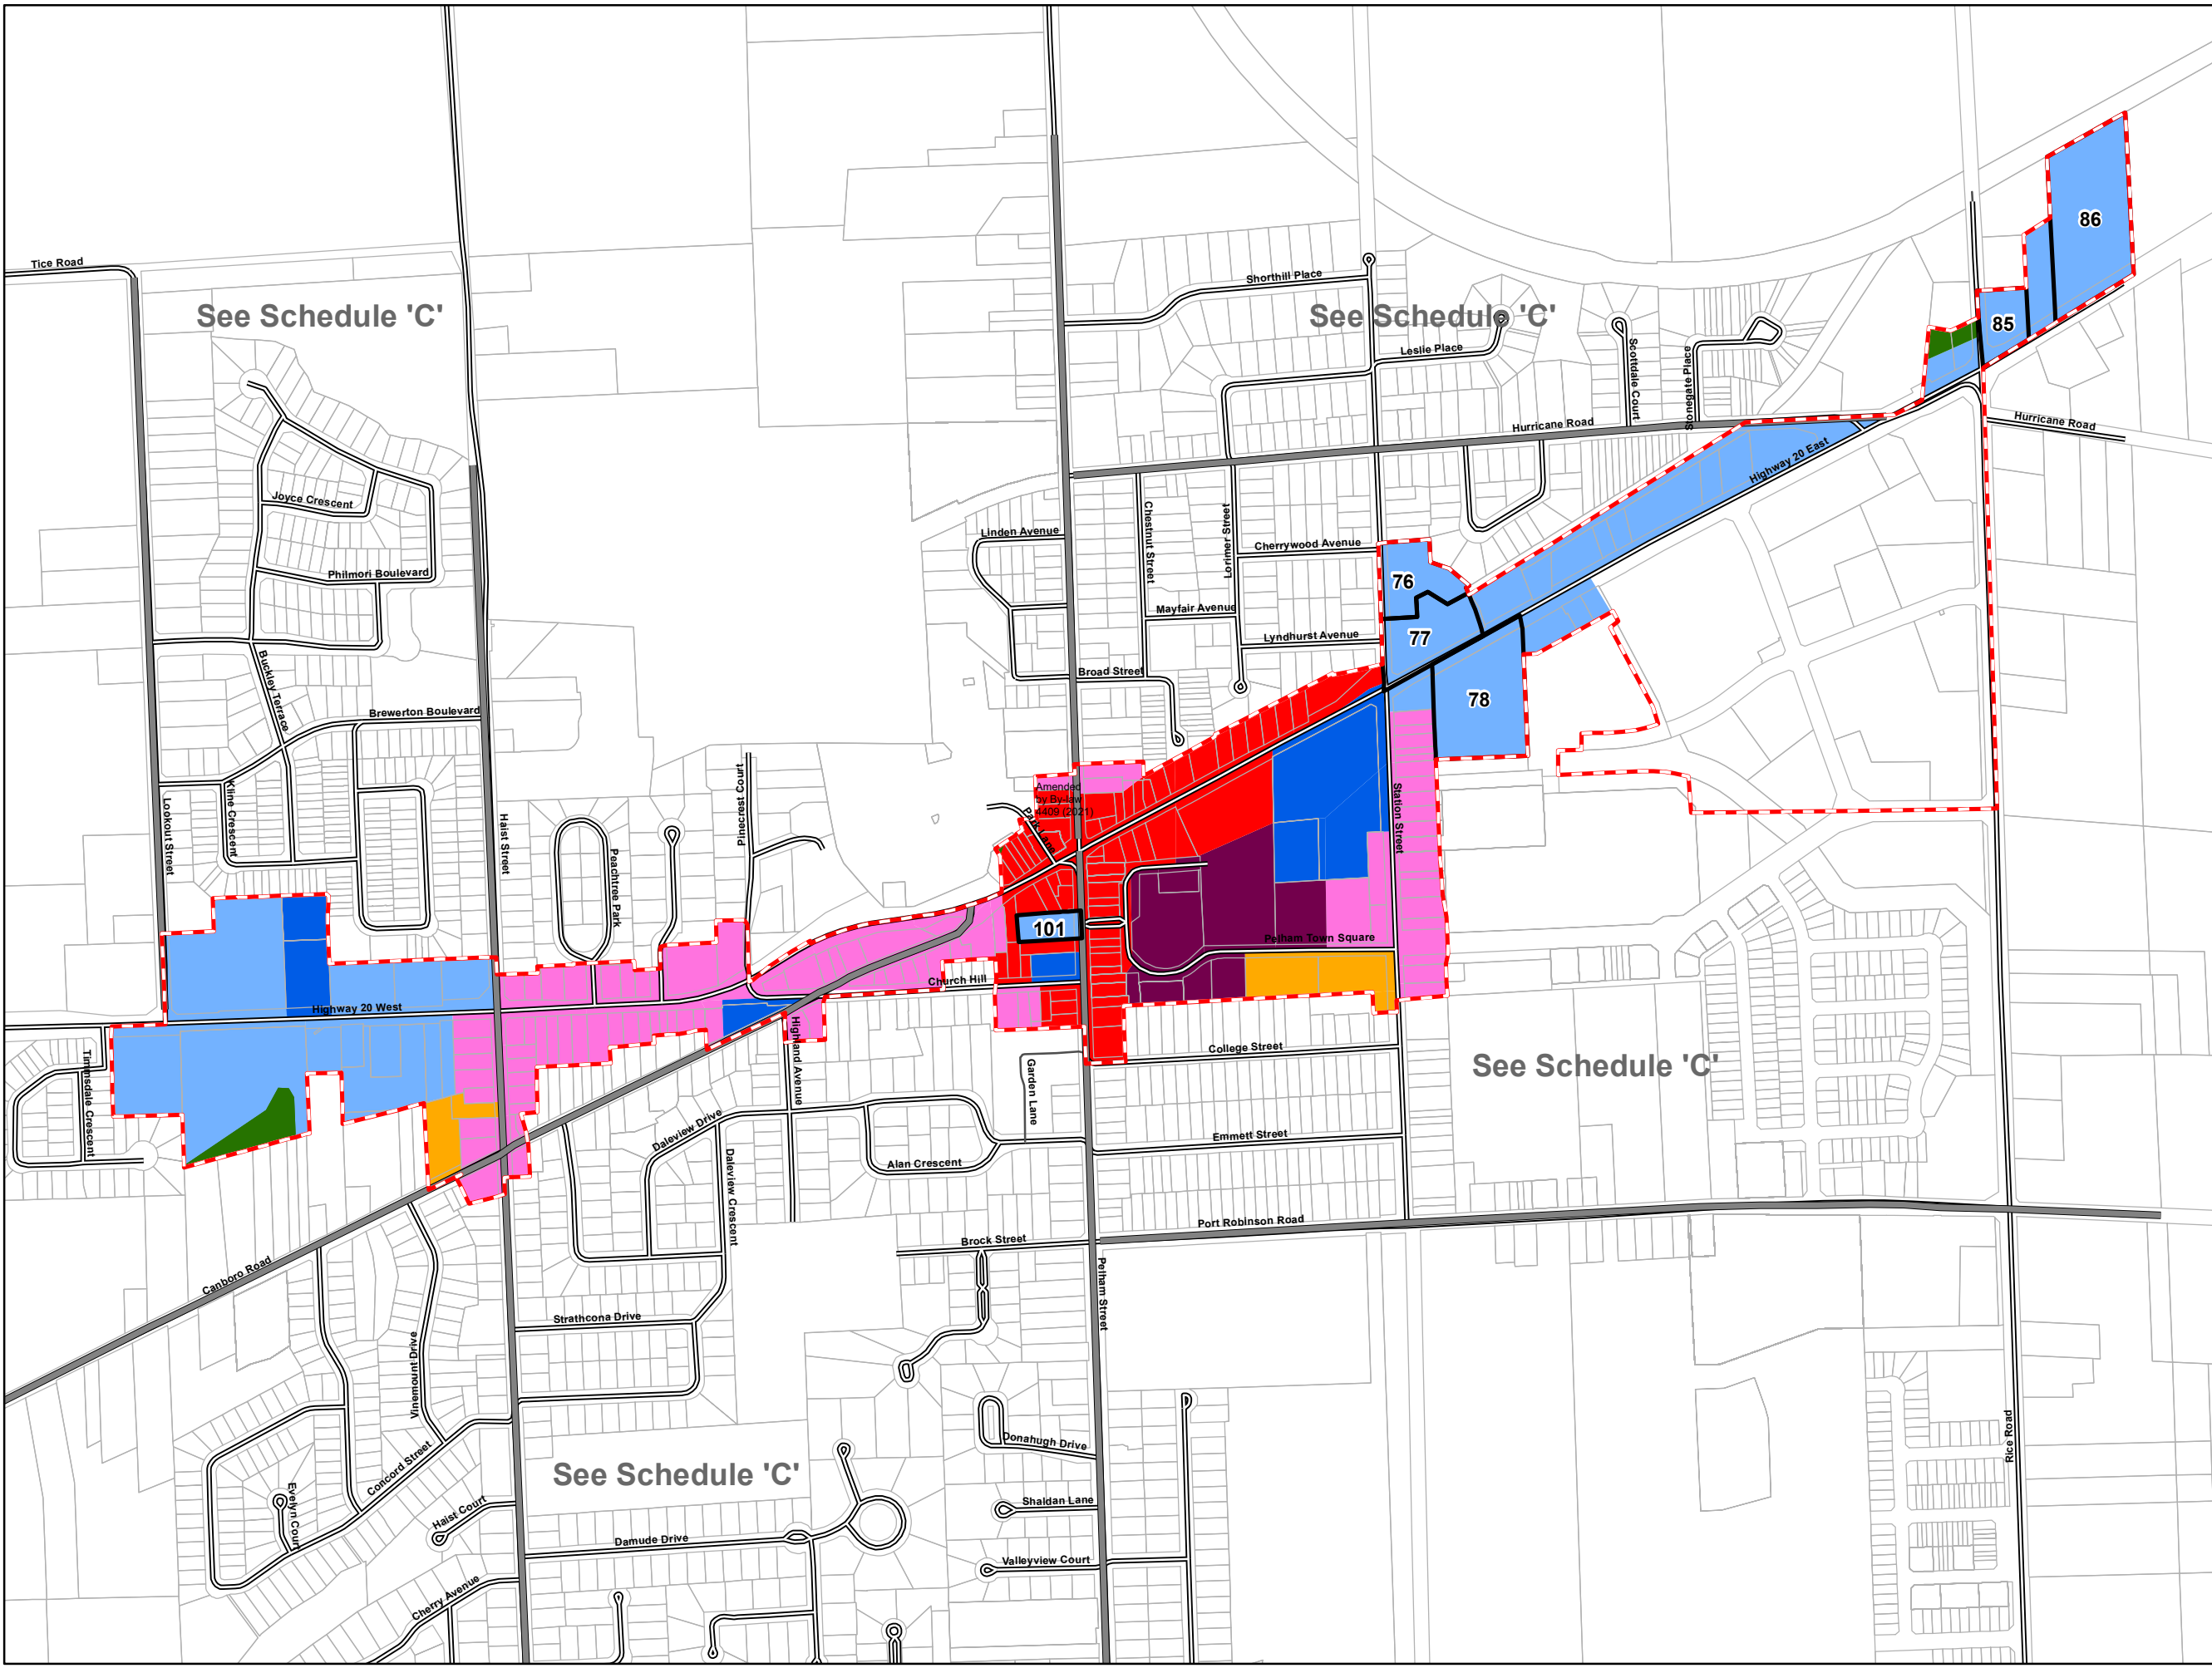 Tice Road
See Schedule 'C'
Shorthill Place
See Schedule 'C'
Leslie Place
Scottdale Court
Stonegate Place
86
85
Hurricane Road
Hurricane Road
Highway 20 East
Joyce Crescent
Philmori Boulevard
Linden Avenue
Chestnut Street
Lorimer Street
Cherrywood Avenue
Mayfair Avenue
Lyndhurst Avenue
76
77
78
Broad Street
Buckley Terrace
Brewerton Boulevard
Kline Crescent
Lookout Street
Haist Street
Peachtree Park
Pinecrest Court
Amended
by By-law
4409 (2021)
Park Lane
Station Street
101
Pelham Town Square
Church Hill
Highway 20 West
Timmsdale Crescent
Highland Avenue
College Street
See Schedule 'C'
Garden Lane
Daleview Drive
Daleview Crescent
Alan Crescent
Emmett Street
Port Robinson Road
Brock Street
Pelham Street
Canboro Road
Strathcona Drive
Vinemount Drive
Concord Street
Evelyn Court
Haist Court
See Schedule 'C'
Donahugh Drive
Rice Road
Shaldan Lane
Damude Drive
Valleyview Court
Cherry Avenue